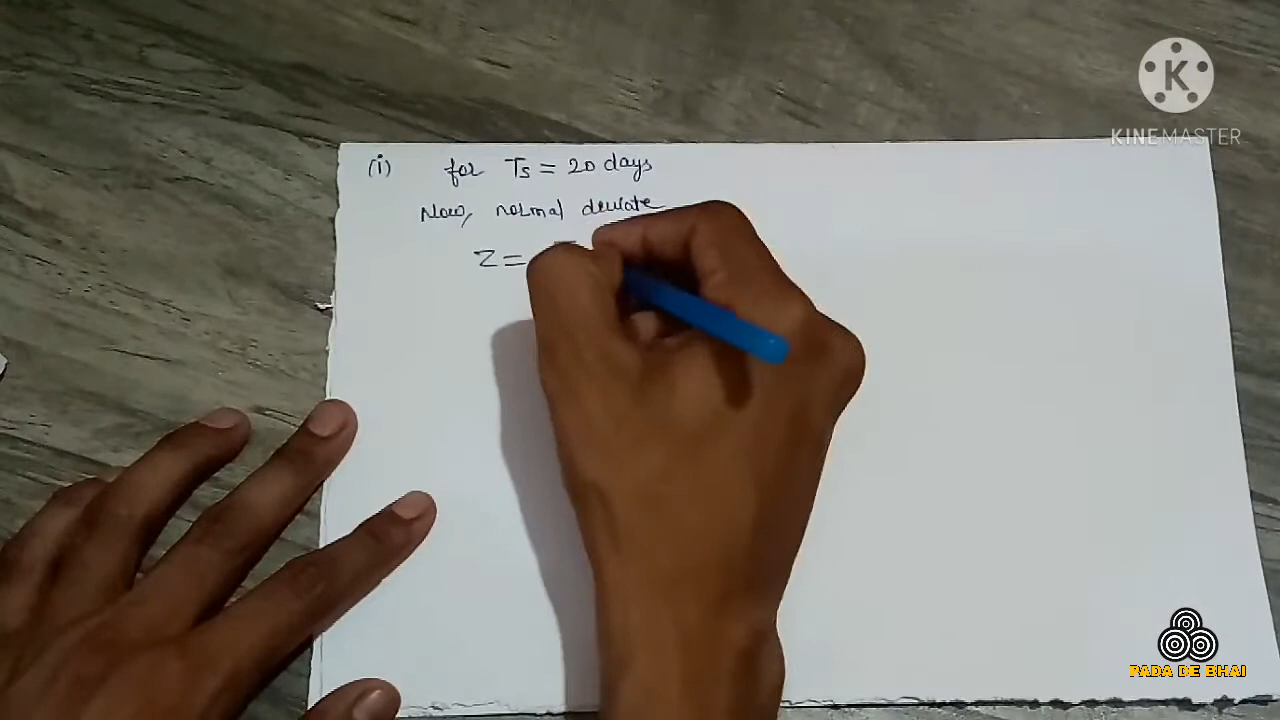 (i) for Ts = 20 days
Now, normal deviate
Z =
KINEMASTER
PADA DE BHAI